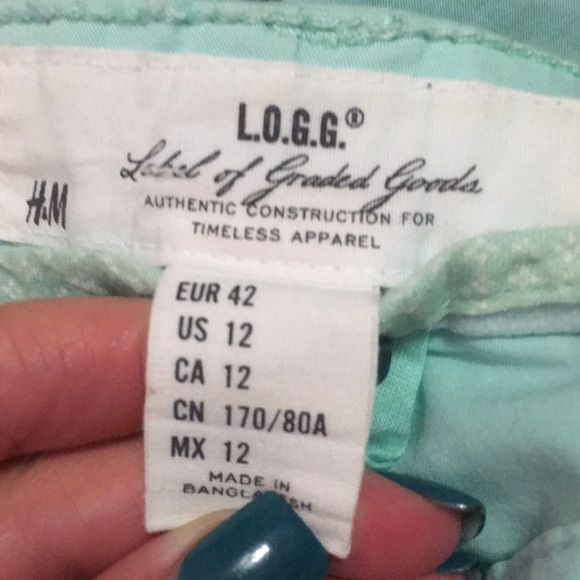 L.O.G.G.®
Label of Graded Goods
H&M
AUTHENTIC CONSTRUCTION FOR
TIMELESS APPAREL
EUR 42
US 12
CA 12
CN 170/80A
MX 12
MADE IN
BANGLADESH